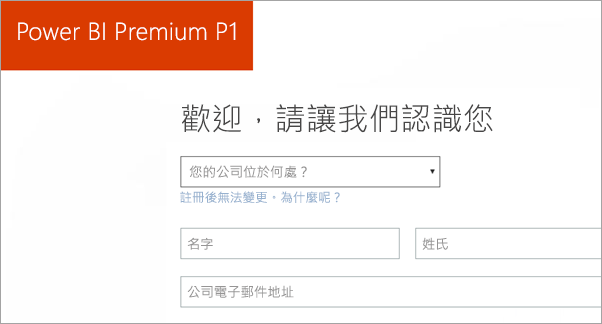 Power BI Premium P1
歡迎，請讓我們認識您
您的公司位於何處？
註冊後無法變更。為什麼呢？
名字
姓氏
公司電子郵件地址